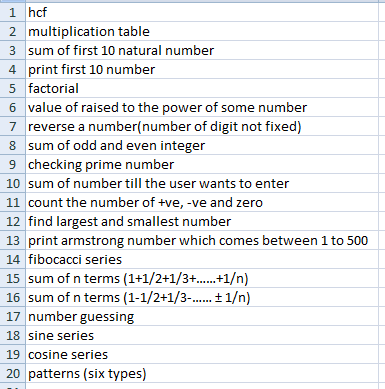 1 hcf
2 multiplication table
3 sum of first 10 natural number
4 print first 10 number
5 factorial
6 value of raised to the power of some number
7 reverse a number(number of digit not fixed)
8 sum of odd and even integer
9 checking prime number
10 sum of number till the user wants to enter
11 count the number of +ve, -ve and zero
12 find largest and smallest number
13 print armstrong number which comes between 1 to 500
14 fibocacci series
15 sum of n terms (1+1/2+1/3+......+1/n)
16 sum of n terms (1-1/2+1/3-...... ± 1/n)
17 number guessing
18 sine series
19 cosine series
20 patterns (six types)